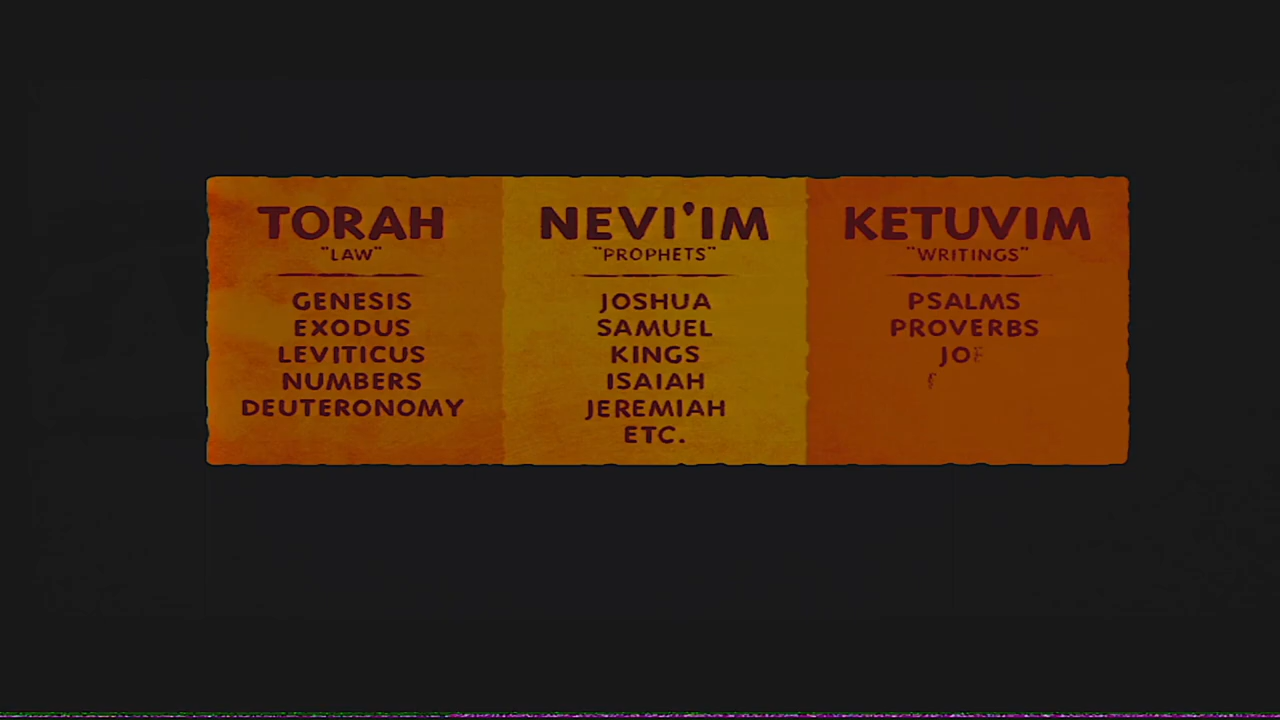 TORAH
"LAW"
GENESIS
EXODUS
LEVITICUS
NUMBERS
DEUTERONOMY
NEVI'IM
"PROPHETS"
JOSHUA
SAMUEL
KINGS
ISAIAH
JEREMIAH
ETC.
KETUVIM
"WRITINGS"
PSALMS
PROVERBS